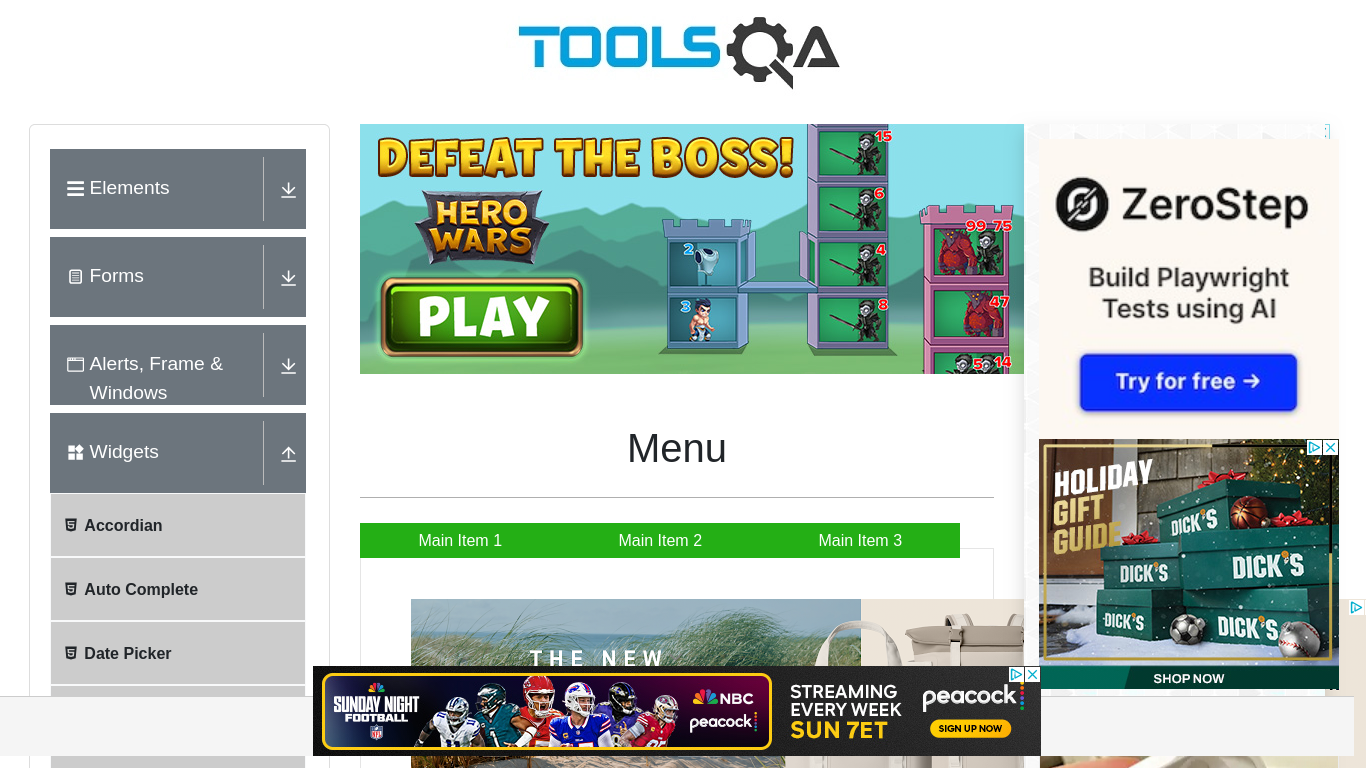 TOOLSQA
Elements
Forms
Alerts, Frame &
Windows
Widgets
Accordian
Auto Complete
Date Picker
DEFEAT THE BOSS!
HERO
WARS
PLAY
2
3
15
6
4
8
99 75
47
5 14
Menu
Main Item 1
Main Item 2
Main Item 3
THE NEW
ZeroStep
Build Playwright
Tests using AI
Try for free →
HOLIDAY
GIFT
GUIDE
DICK'S
DICK'S
DICK'S
DICK'S
DICK'S
SHOP NOW
SUNDAY NIGHT
FOOTBALL
NFL
NBC
peacock
STREAMING
EVERY WEEK
SUN 7ET
peacock
SIGN UP NOW